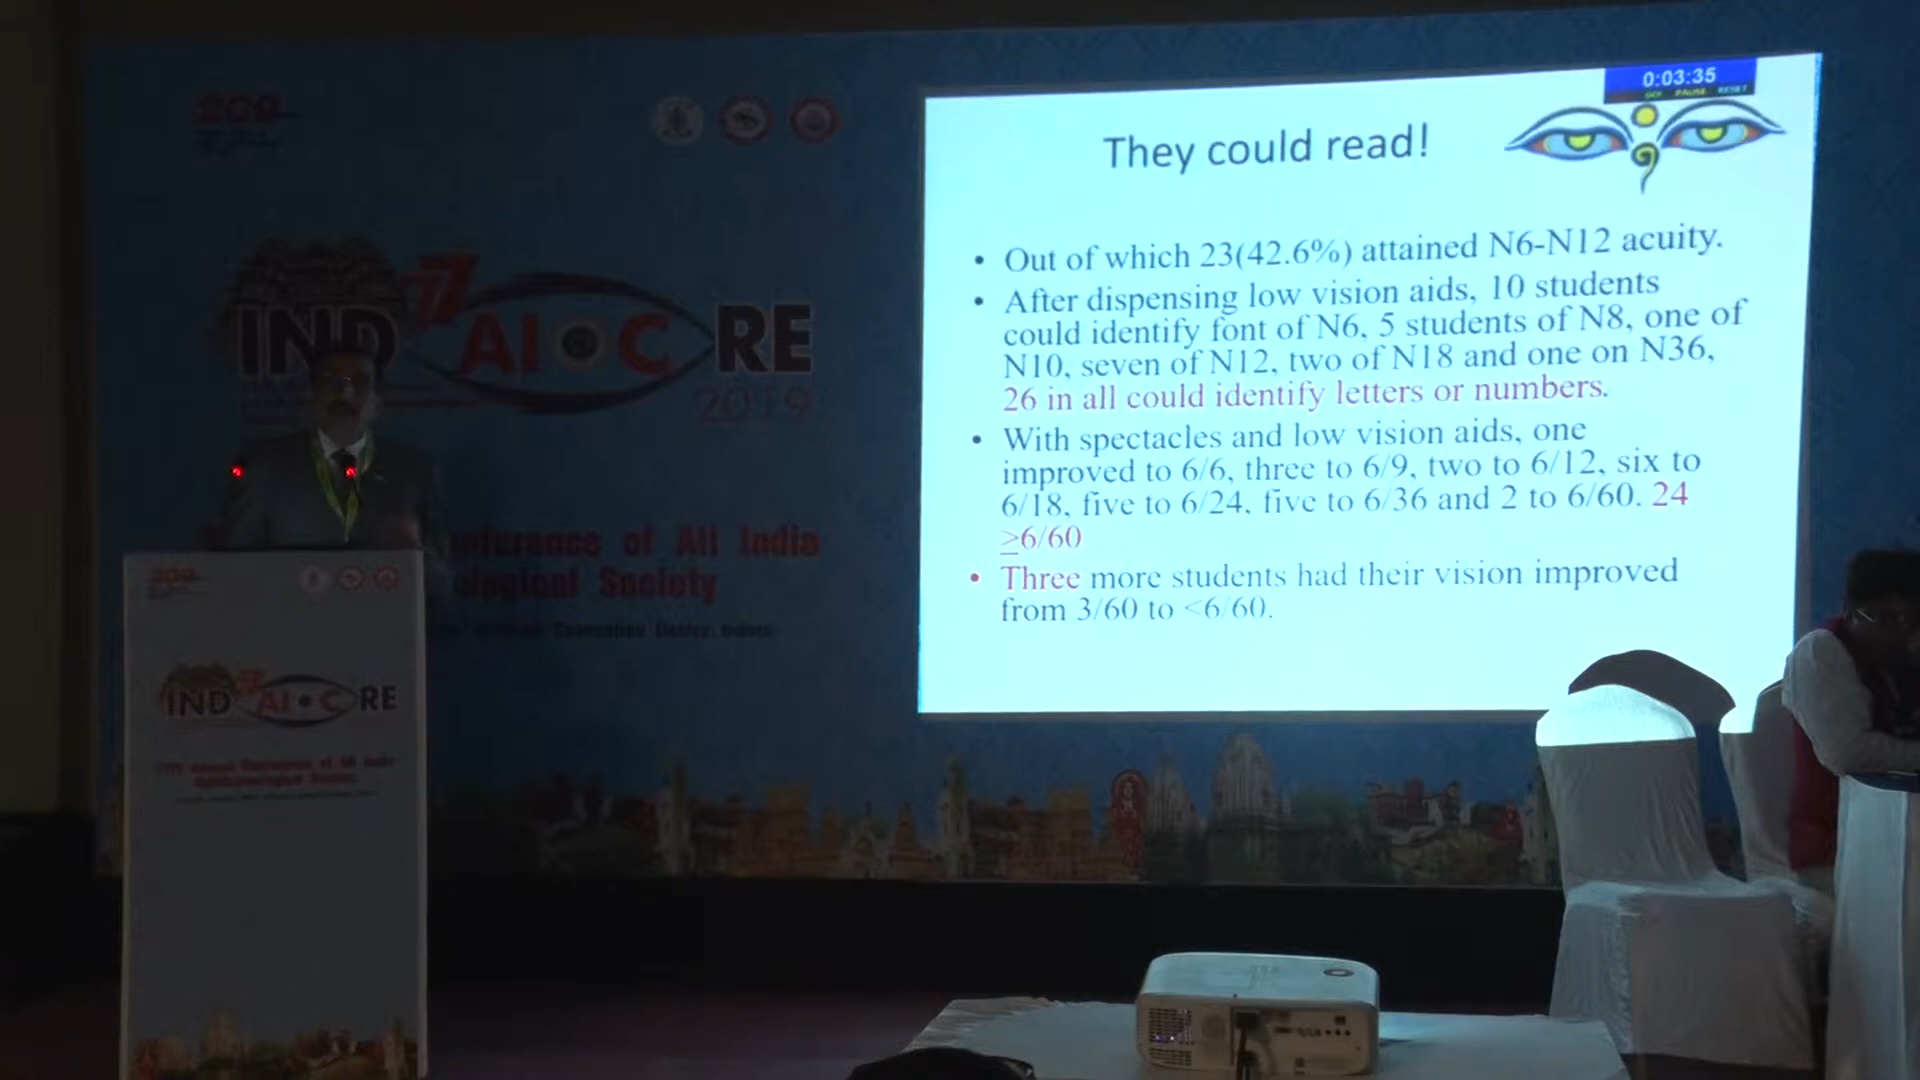 0:03:35
GO! PAUSE RESET
They could read!
• Out of which 23(42.6%) attained N6-N12 acuity.
• After dispensing low vision aids, 10 students
could identify font of N6, 5 students of N8, one of
N10, seven of N12, two of N18 and one on N36,
26 in all could identify letters or numbers.
• With spectacles and low vision aids, one
improved to 6/6, three to 6/9, two to 6/12, six to
6/18, five to 6/24, five to 6/36 and 2 to 6/60. 24
≥6/60
• Three more students had their vision improved
from 3/60 to <6/60.
77
IND AIOC RE
2019
of All India
Society
IND AIOC RE